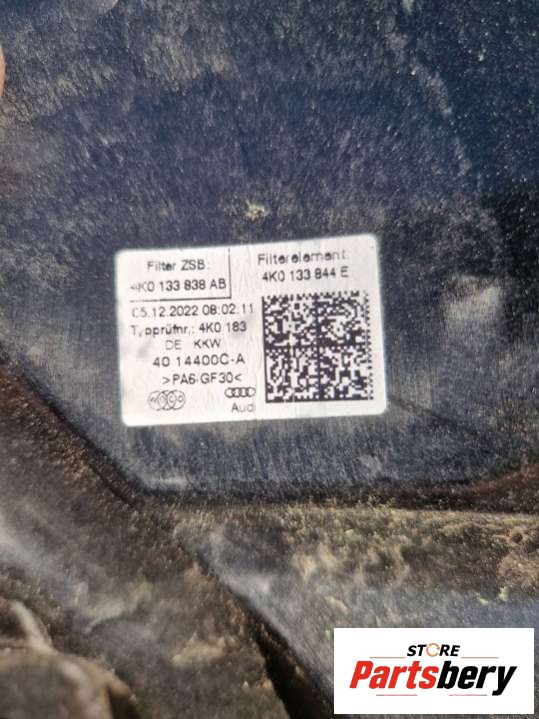 Filter ZSB:
4K0 133 838 AB
Filterelement:
4K0 133 844 E
05.12.2022 08:02:11
Typprüfnr.: 4K0 183
DE KKW
40 14400C-A
>PA6-GF30<
Audi
STORE
Partsbery